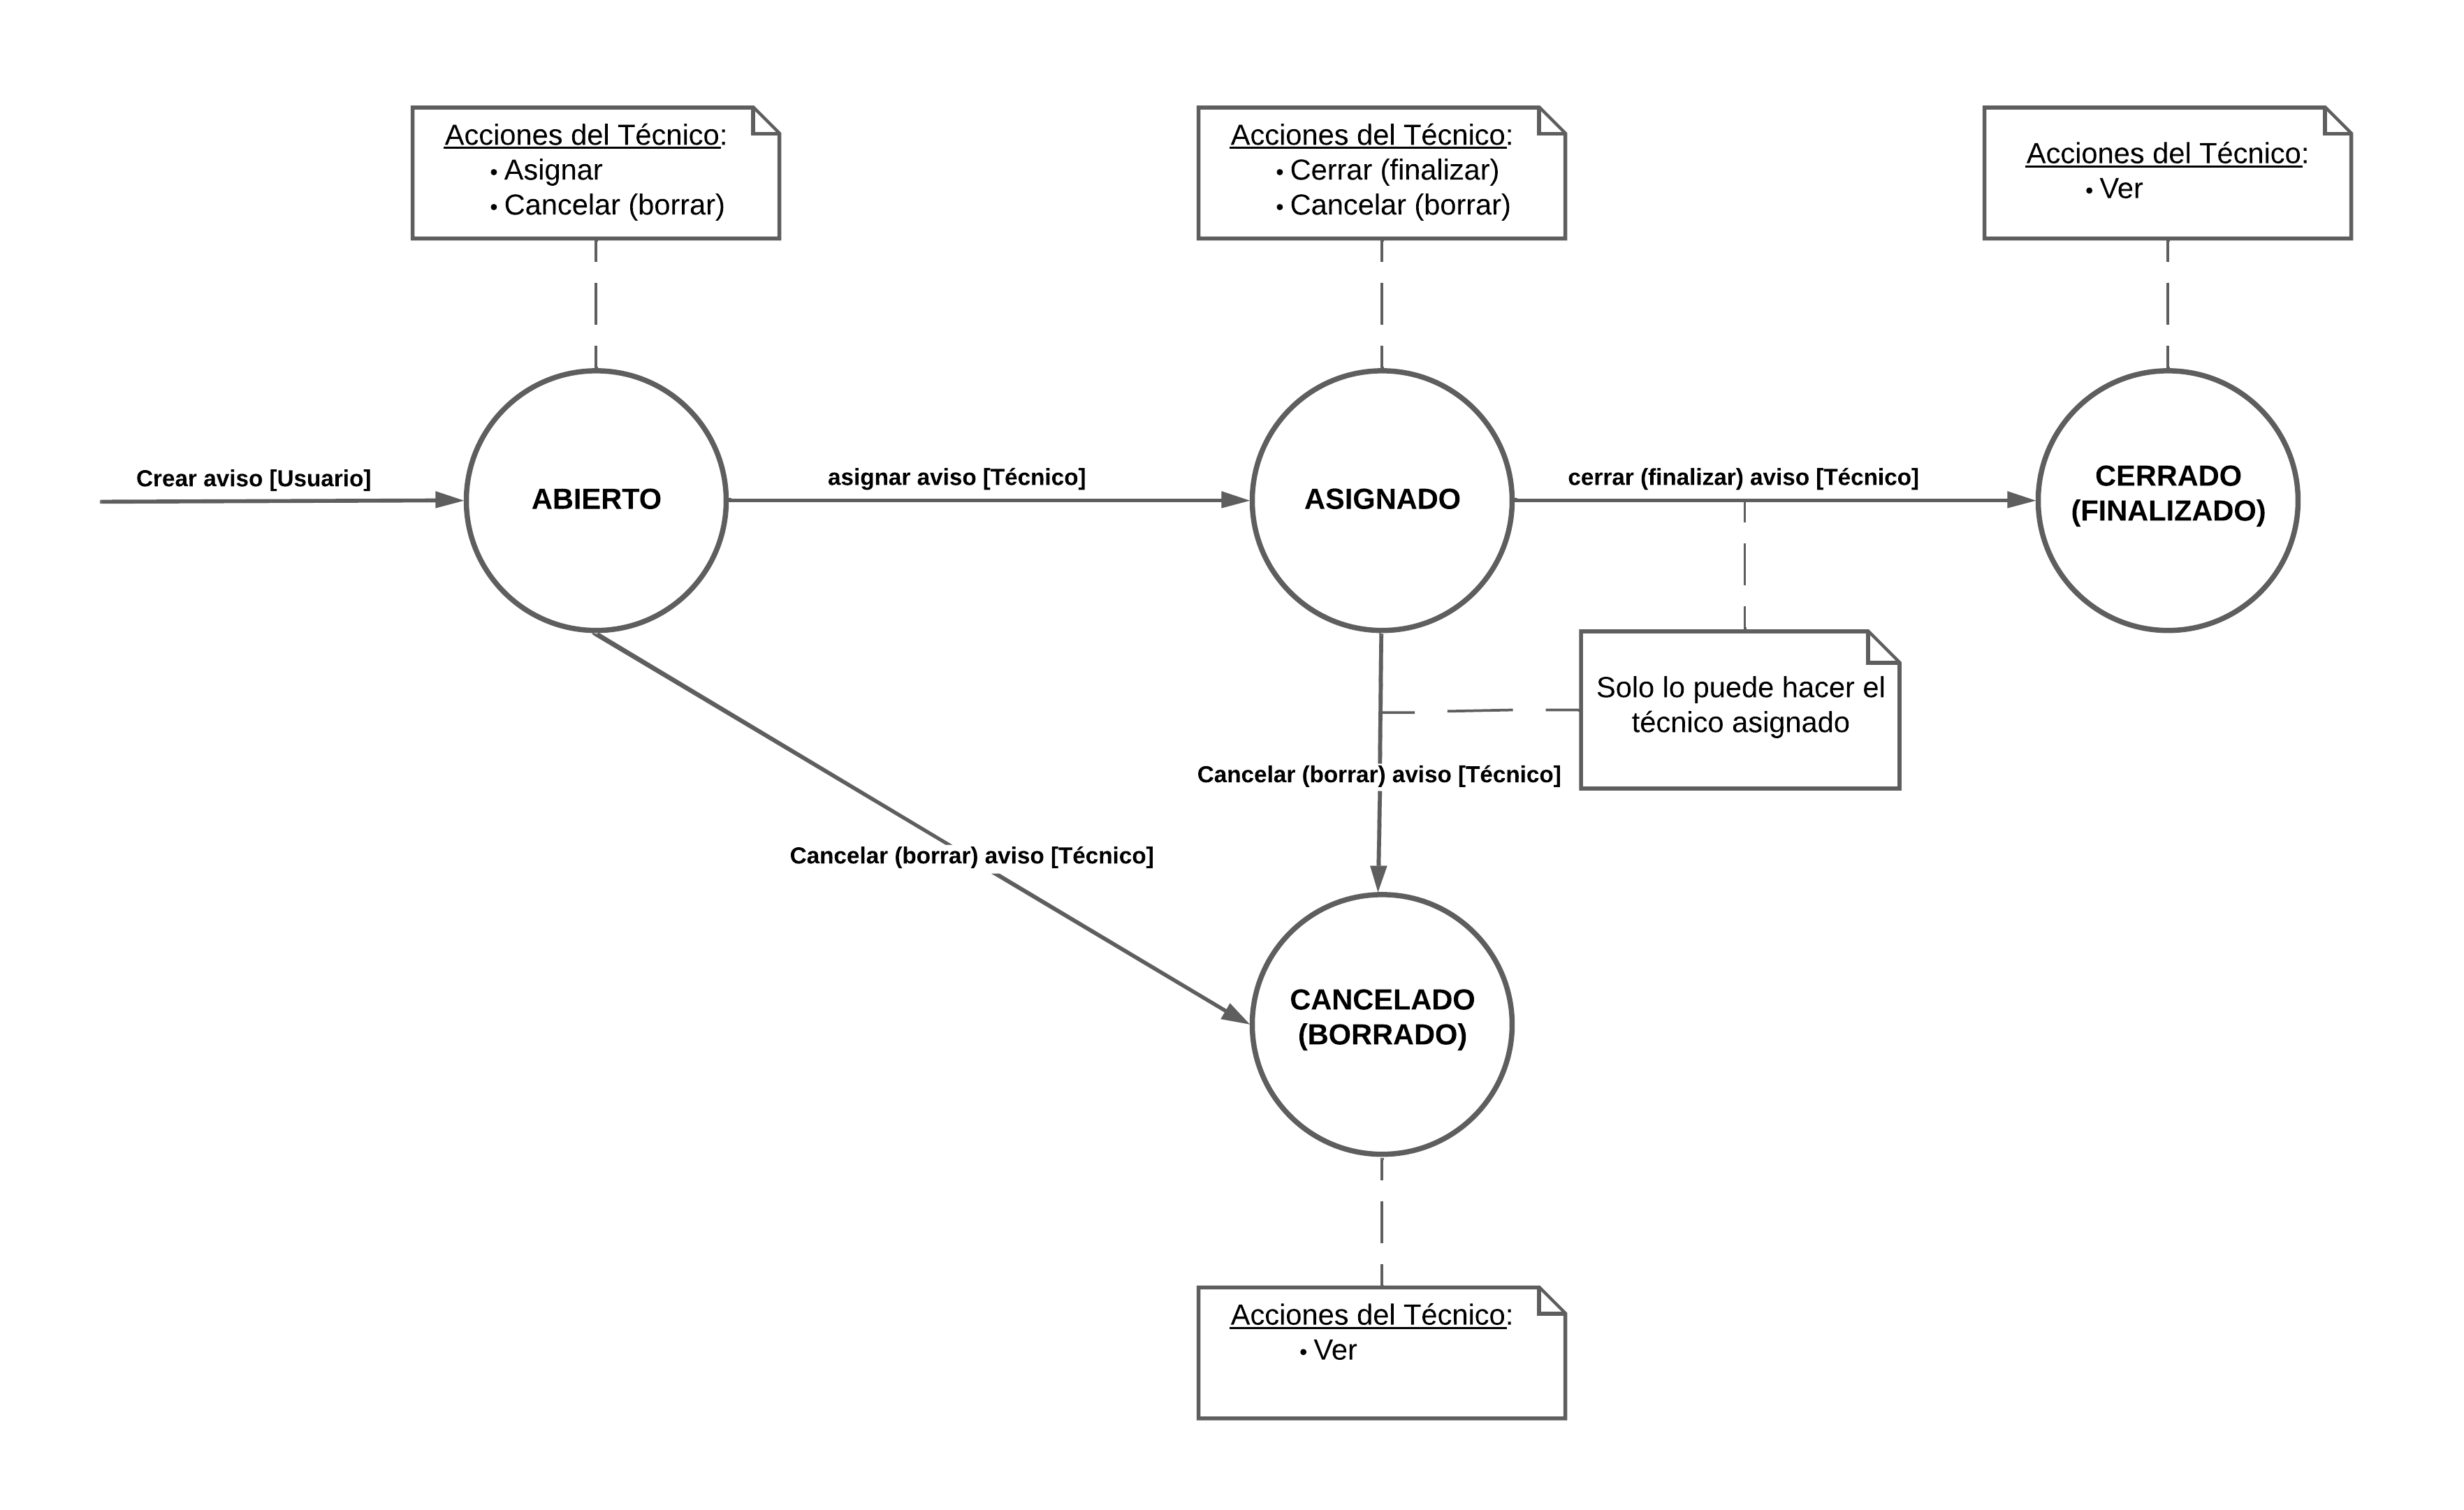 Acciones del Técnico:
• Asignar
• Cancelar (borrar)
Acciones del Técnico:
• Cerrar (finalizar)
• Cancelar (borrar)
Acciones del Técnico:
• Ver
Crear aviso [Usuario]
ABIERTO
asignar aviso [Técnico]
ASIGNADO
cerrar (finalizar) aviso [Técnico]
CERRADO
(FINALIZADO)
Solo lo puede hacer el
técnico asignado
Cancelar (borrar) aviso [Técnico]
Cancelar (borrar) aviso [Técnico]
CANCELADO
(BORRADO)
Acciones del Técnico:
• Ver